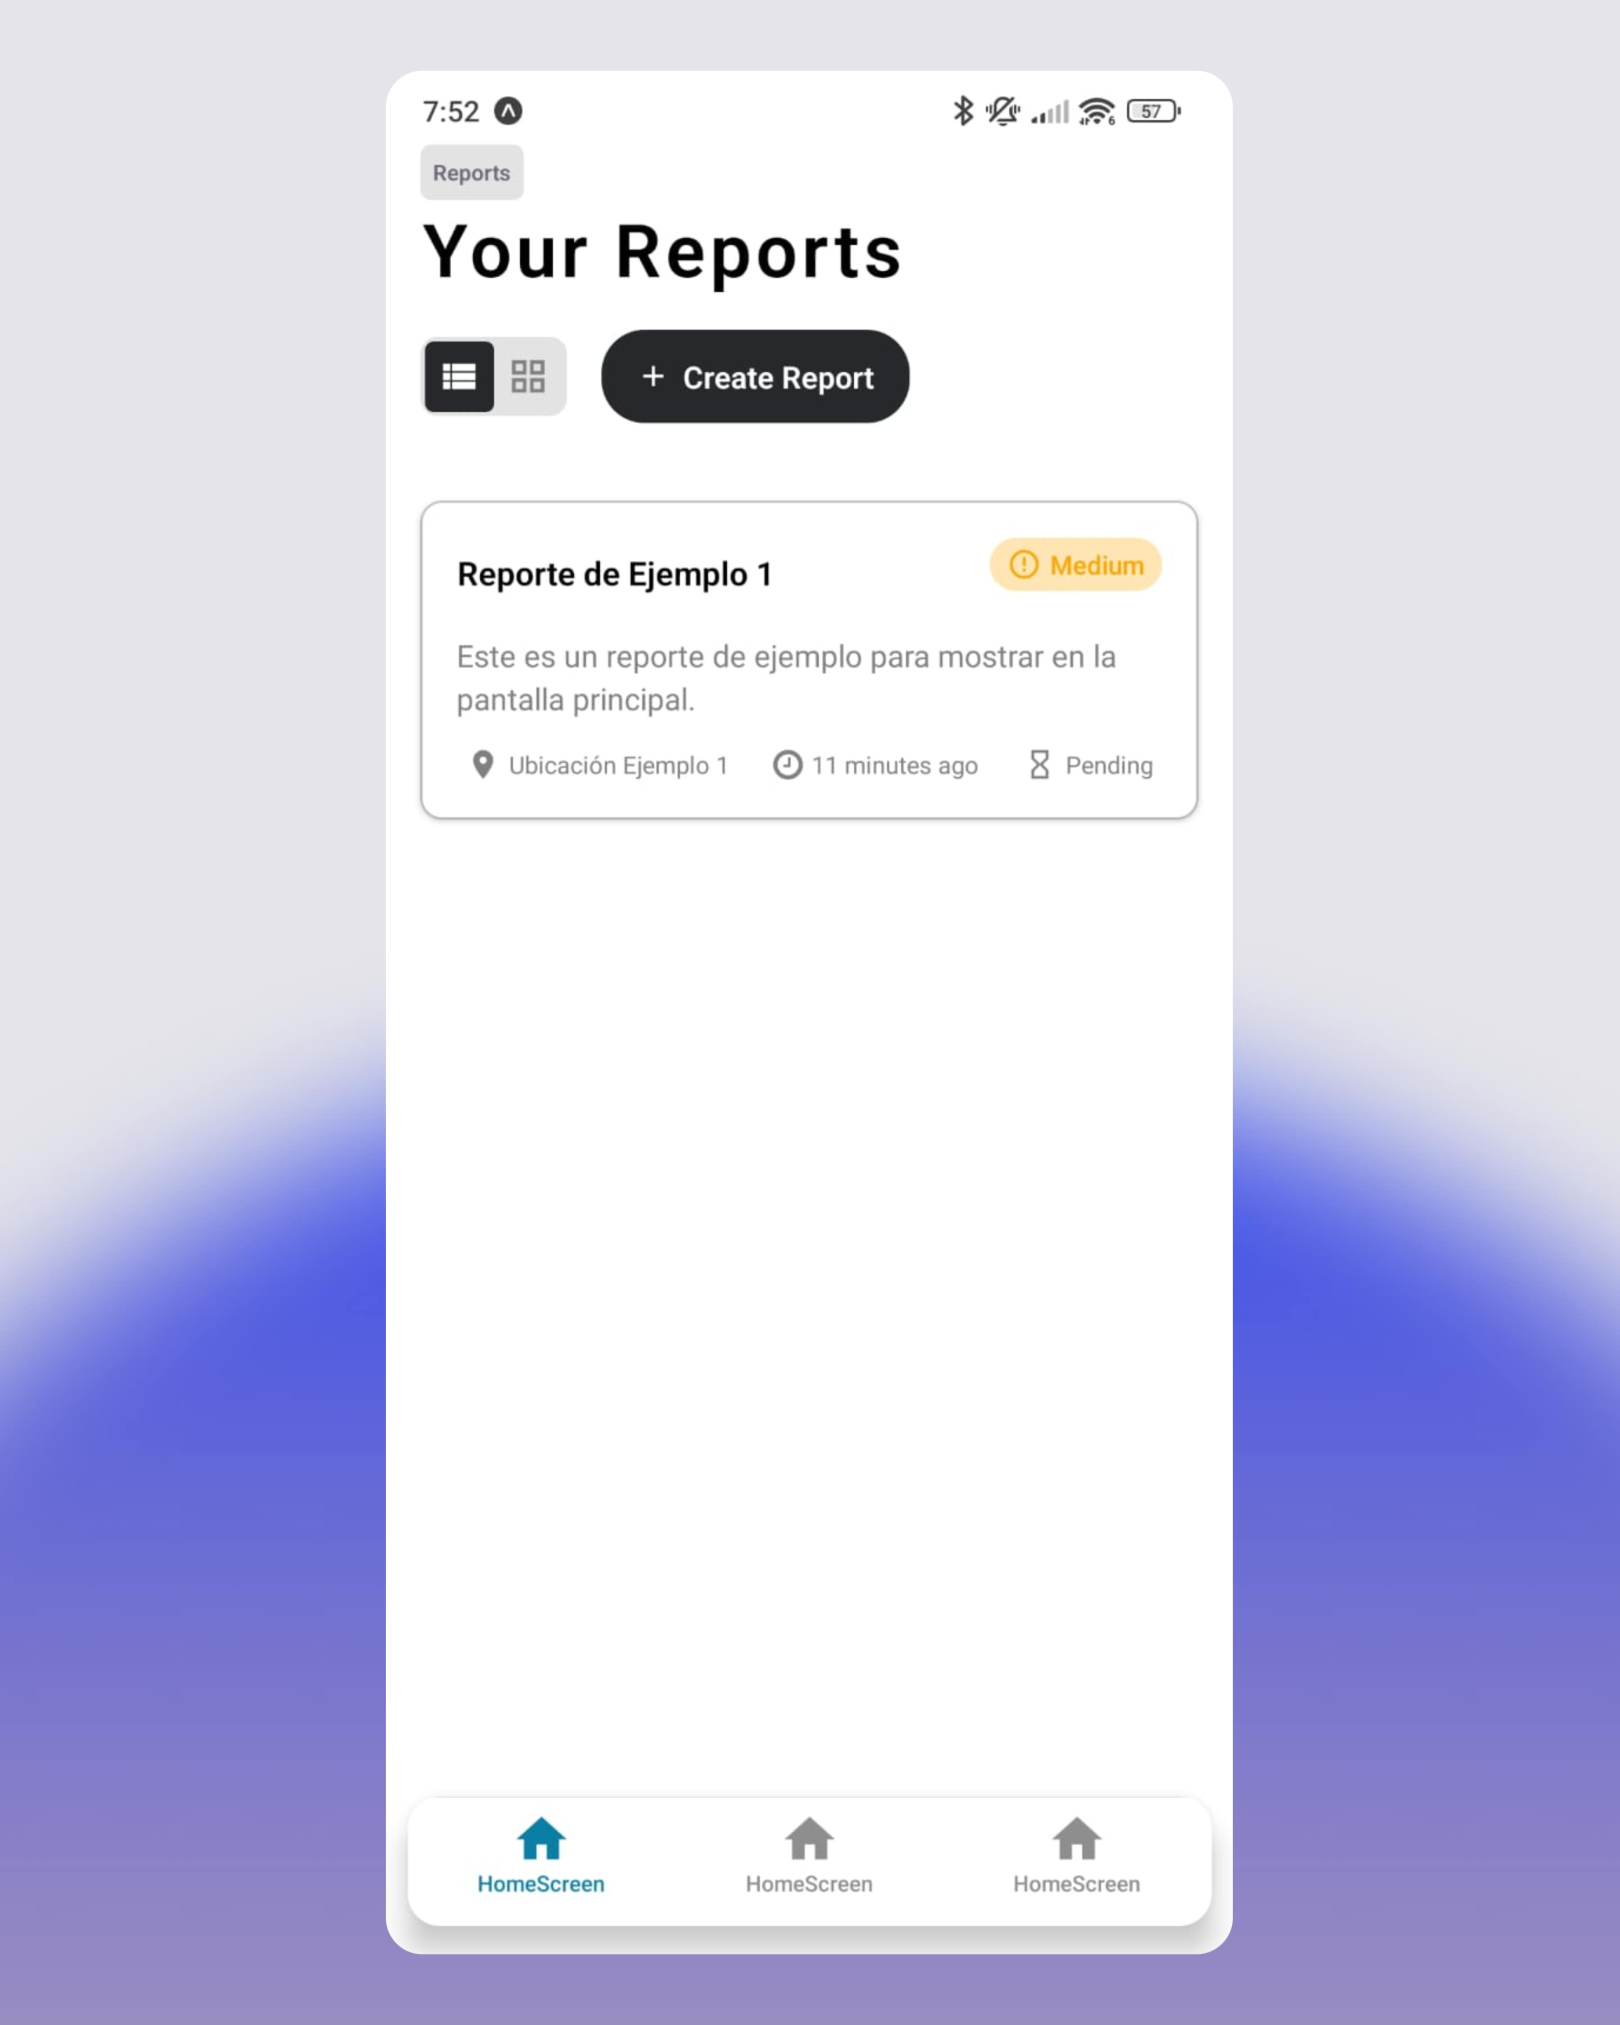 7:52
6
57
Reports
Your Reports
+ Create Report
Reporte de Ejemplo 1
Medium
Este es un reporte de ejemplo para mostrar en la
pantalla principal.
Ubicación Ejemplo 1 11 minutes ago Pending
HomeScreen HomeScreen HomeScreen